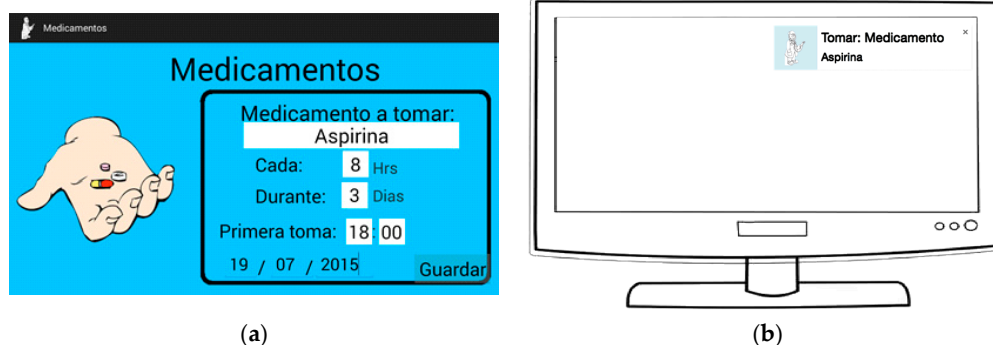 Medicamentos
Medicamentos
Medicamento a tomar:
Aspirina
Cada: 8 Hrs
Durante: 3 Dias
Primera toma: 18:00
19 / 07 / 2015
Guardar
(a)
Tomar: Medicamento ×
Aspirina
(b)